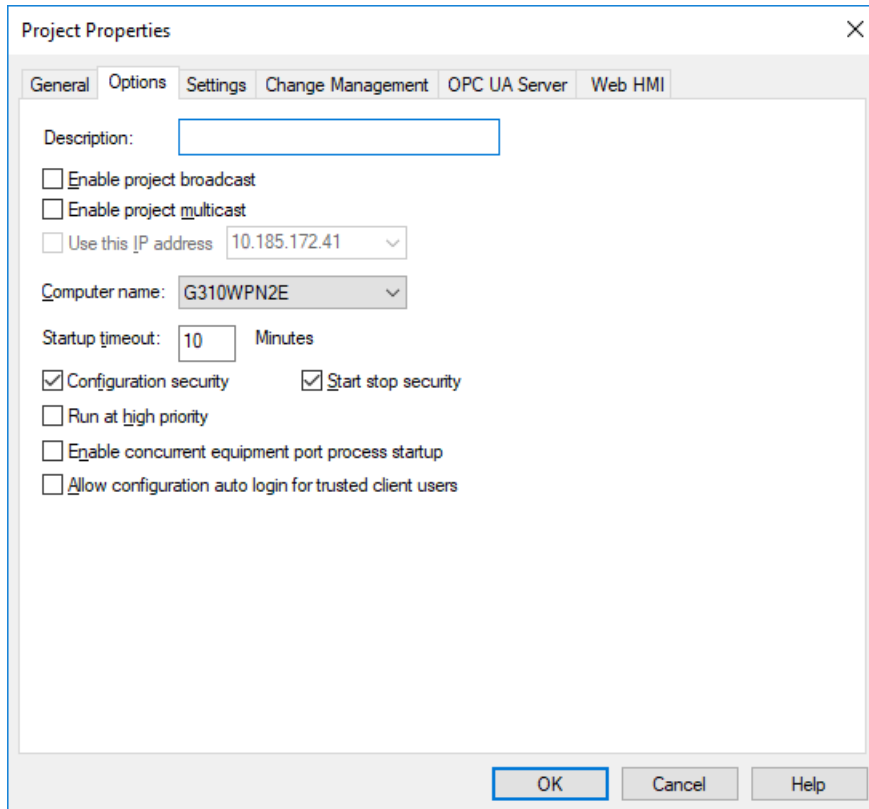 Project Properties
General Options Settings Change Management OPC UA Server Web HMI
Description:
Enable project broadcast
Enable project multicast
Use this IP address 10.185.172.41
Computer name: G310WPN2E
Startup timeout: 10 Minutes
Configuration security Start stop security
Run at high priority
Enable concurrent equipment port process startup
Allow configuration auto login for trusted client users
OK Cancel Help